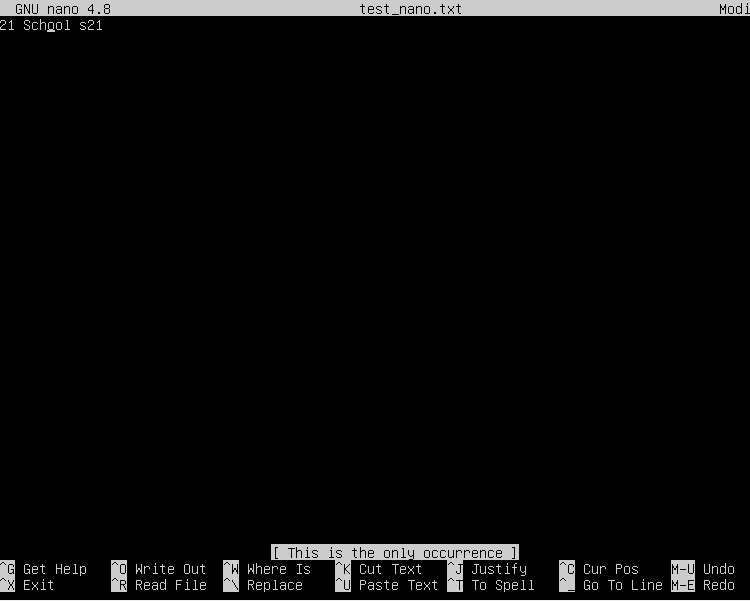 GNU nano 4.8 test_nano.txt Modi
21 School s21
[ This is the only occurrence ]
^G Get Help ^O Write Out ^W Where Is ^K Cut Text ^J Justify ^C Cur Pos M-U Undo
^X Exit ^R Read File ^\ Replace ^U Paste Text ^T To Spell ^_ Go To Line M-E Redo